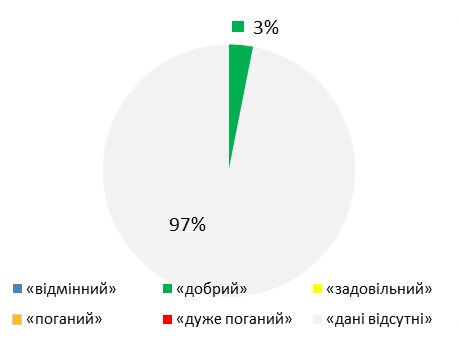 3%
97%
«відмінний» «добрий» «задовільний»
«поганий» «дуже поганий» «дані відсутні»